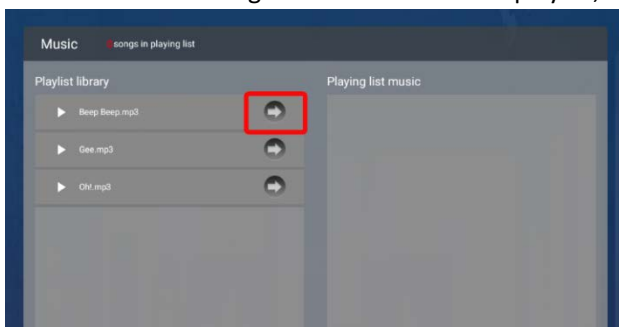 Music songs in playing list
Playlist library
Playing list music
Beep Beep.mp3
Gee.mp3
Oh!.mp3